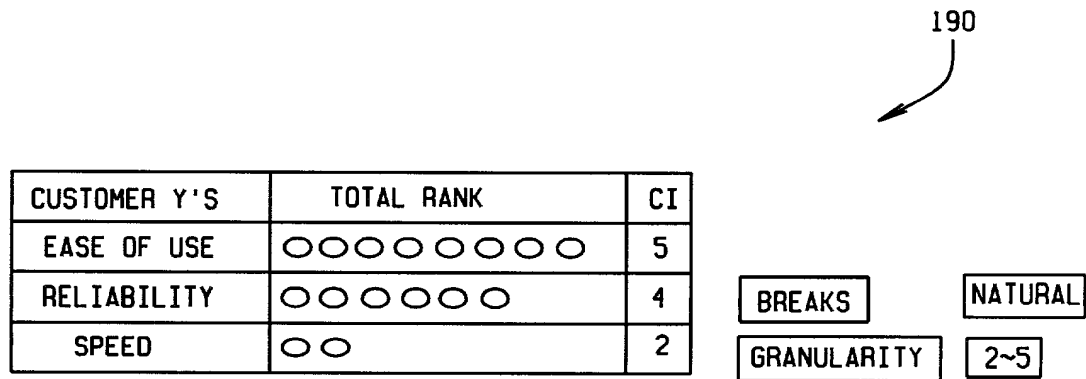 190
CUSTOMER Y'S TOTAL RANK CI
EASE OF USE 5
RELIABILITY 4
SPEED 2
BREAKS NATURAL
GRANULARITY 2~5